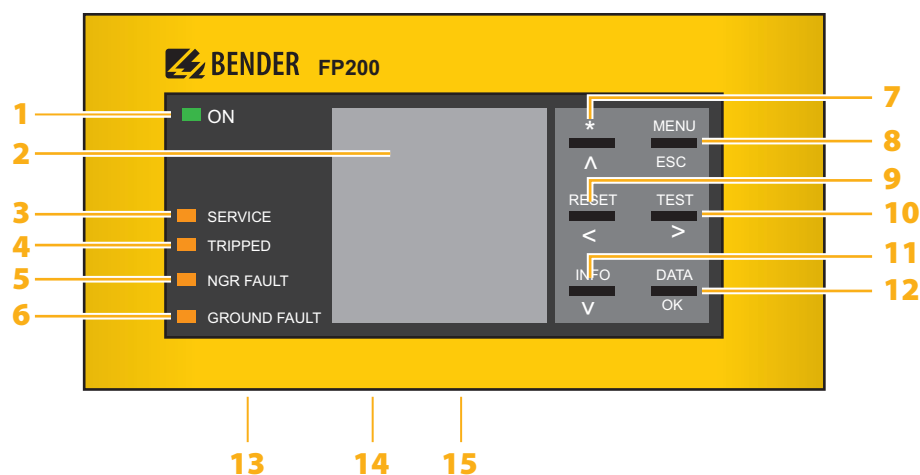 BENDER FP200
1 ON
2
3 SERVICE
4 TRIPPED
5 NGR FAULT
6 GROUND FAULT
* 7
MENU 8
^ ESC
RESET 9
TEST 10
< >
INFO 11
DATA 12
v OK
13 14 15